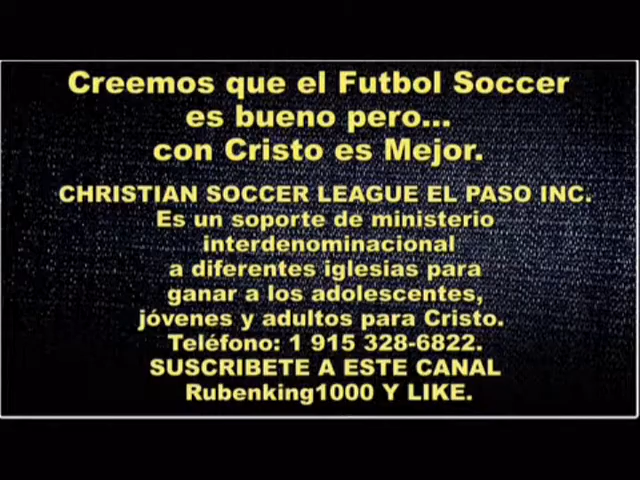 Creemos que el Futbol Soccer
es bueno pero...
con Cristo es Mejor.
CHRISTIAN SOCCER LEAGUE EL PASO INC.
Es un soporte de ministerio
interdenominacional
a diferentes iglesias para
ganar a los adolescentes,
jóvenes y adultos para Cristo.
Teléfono: 1 915 328-6822.
SUSCRIBETE A ESTE CANAL
Rubenking1000 Y LIKE.